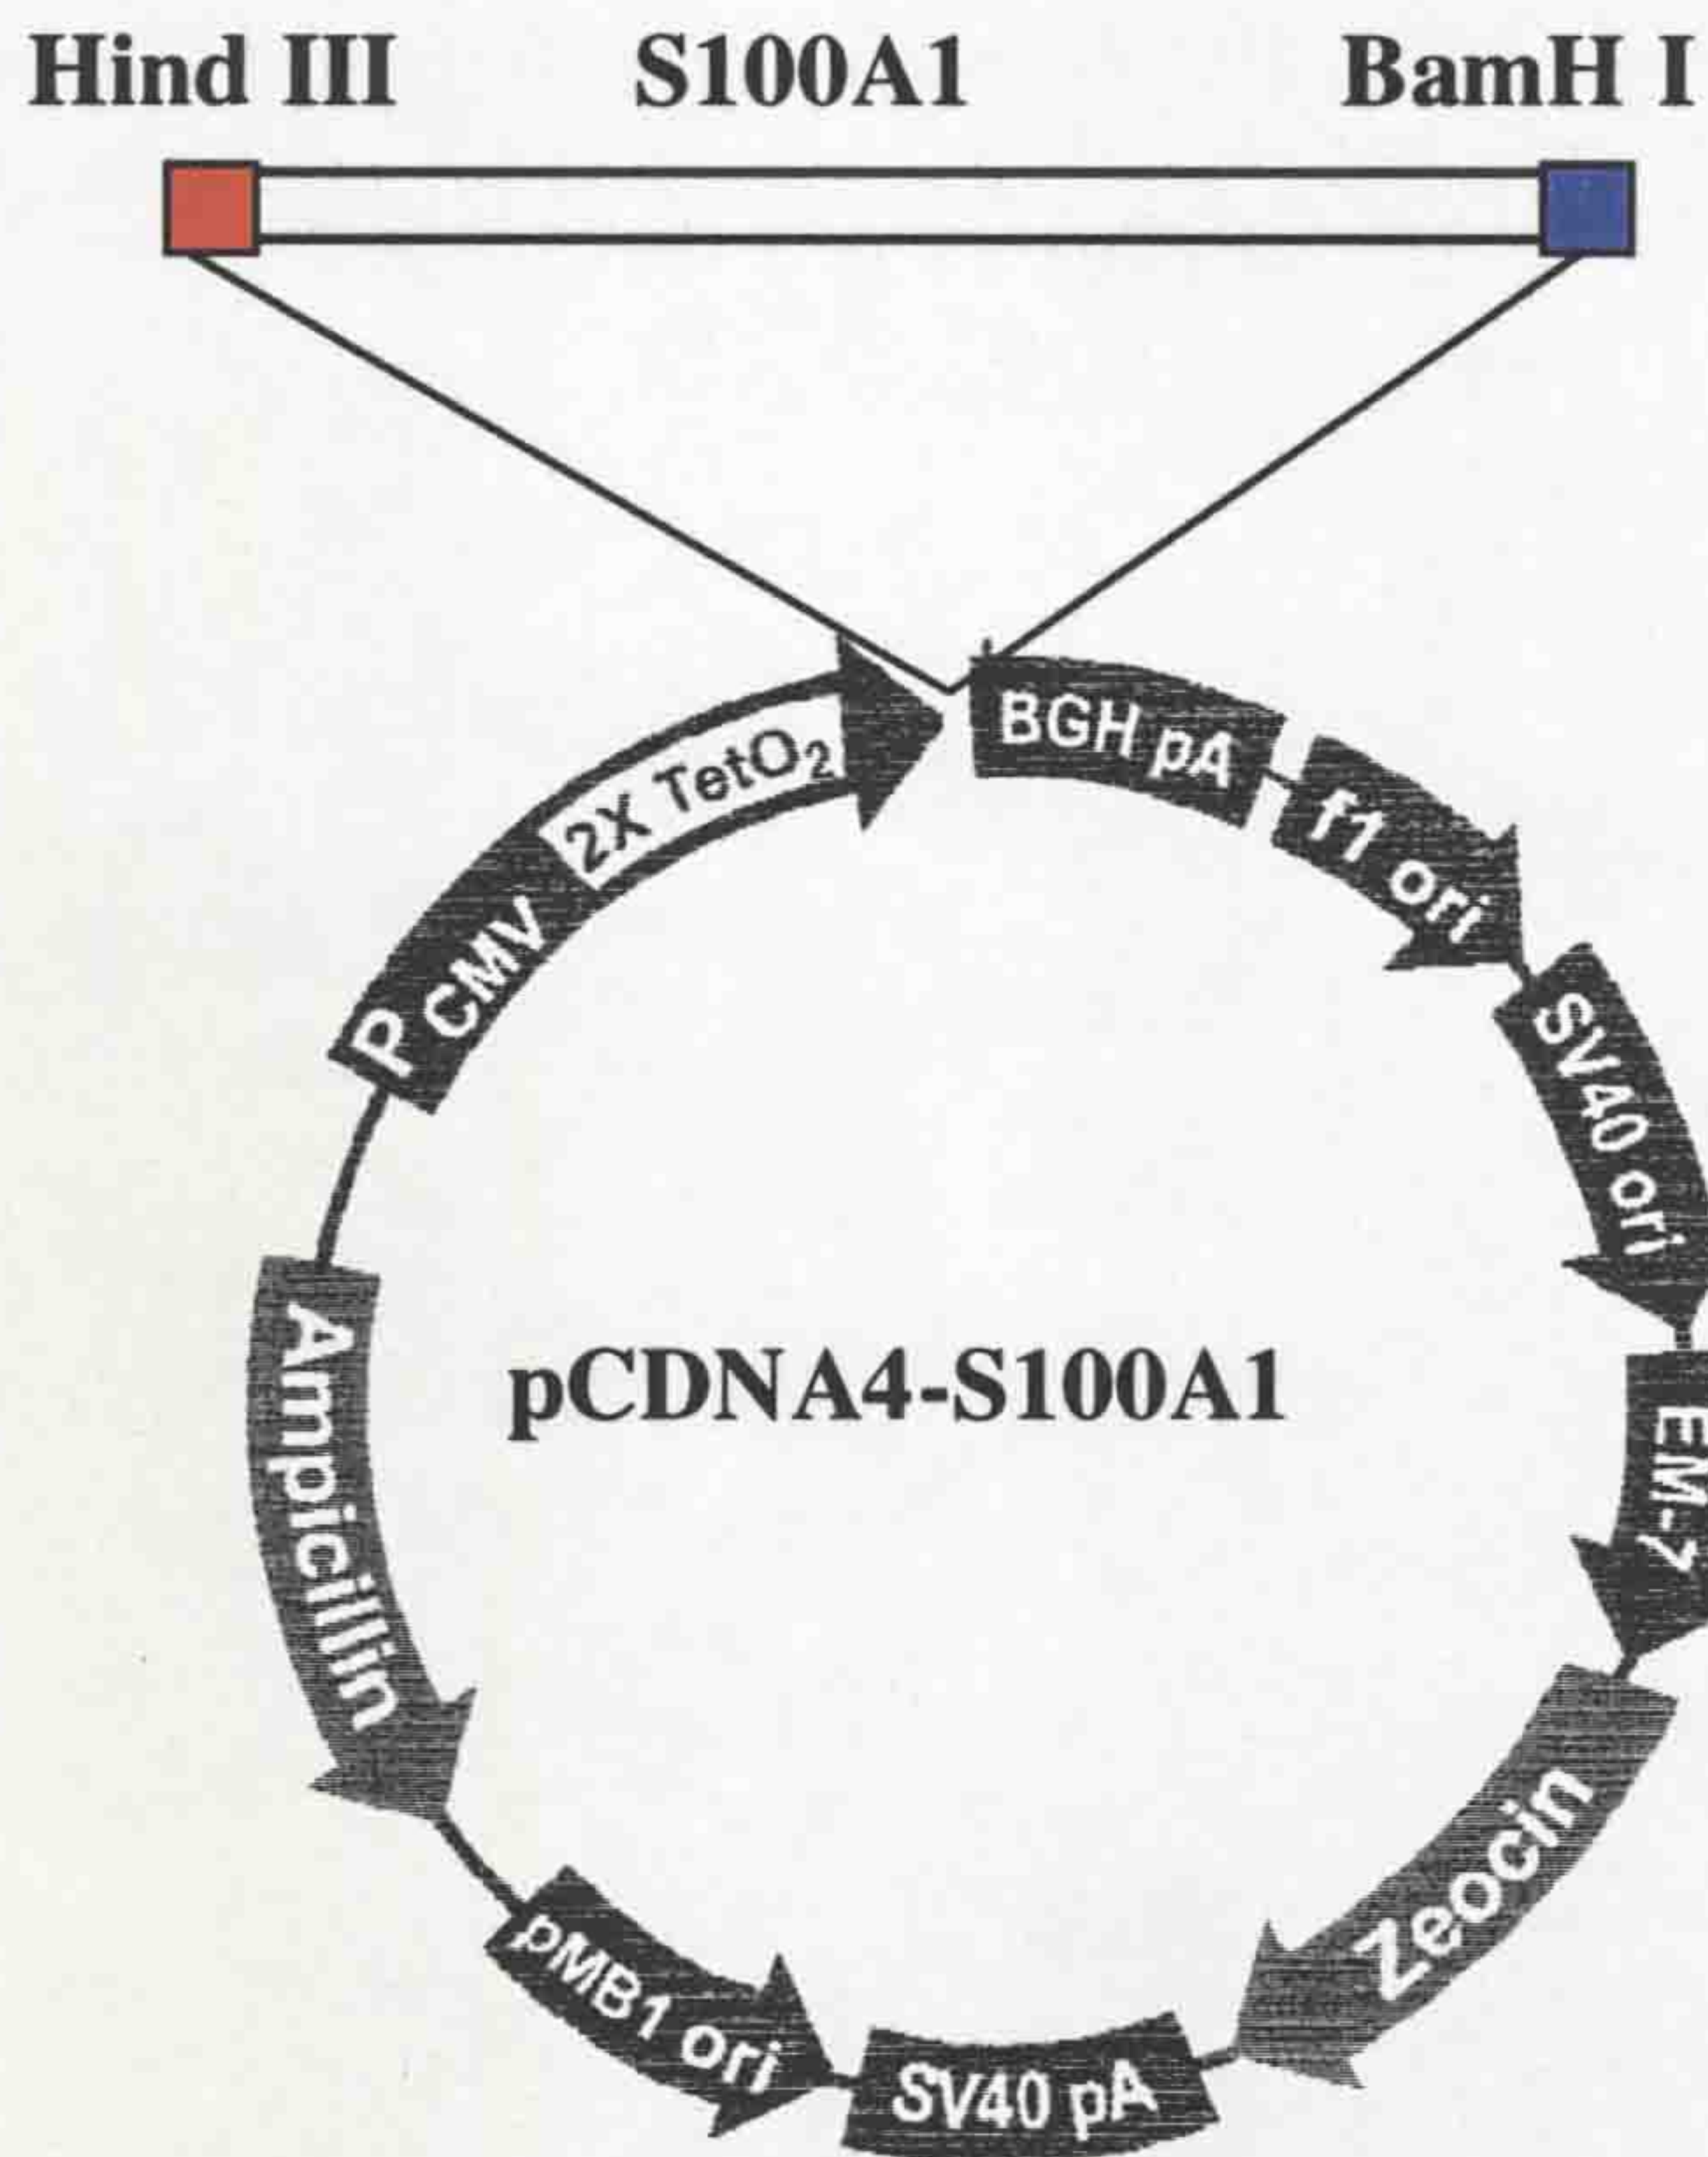 Hind III S100A1 BamH I
P CMV 2X TetO₂
BGH pA
f1 ori
SV40 ori
EM-7
Zeocin
SV40 pA
pMB1 ori
Ampicillin
pCDNA4-S100A1